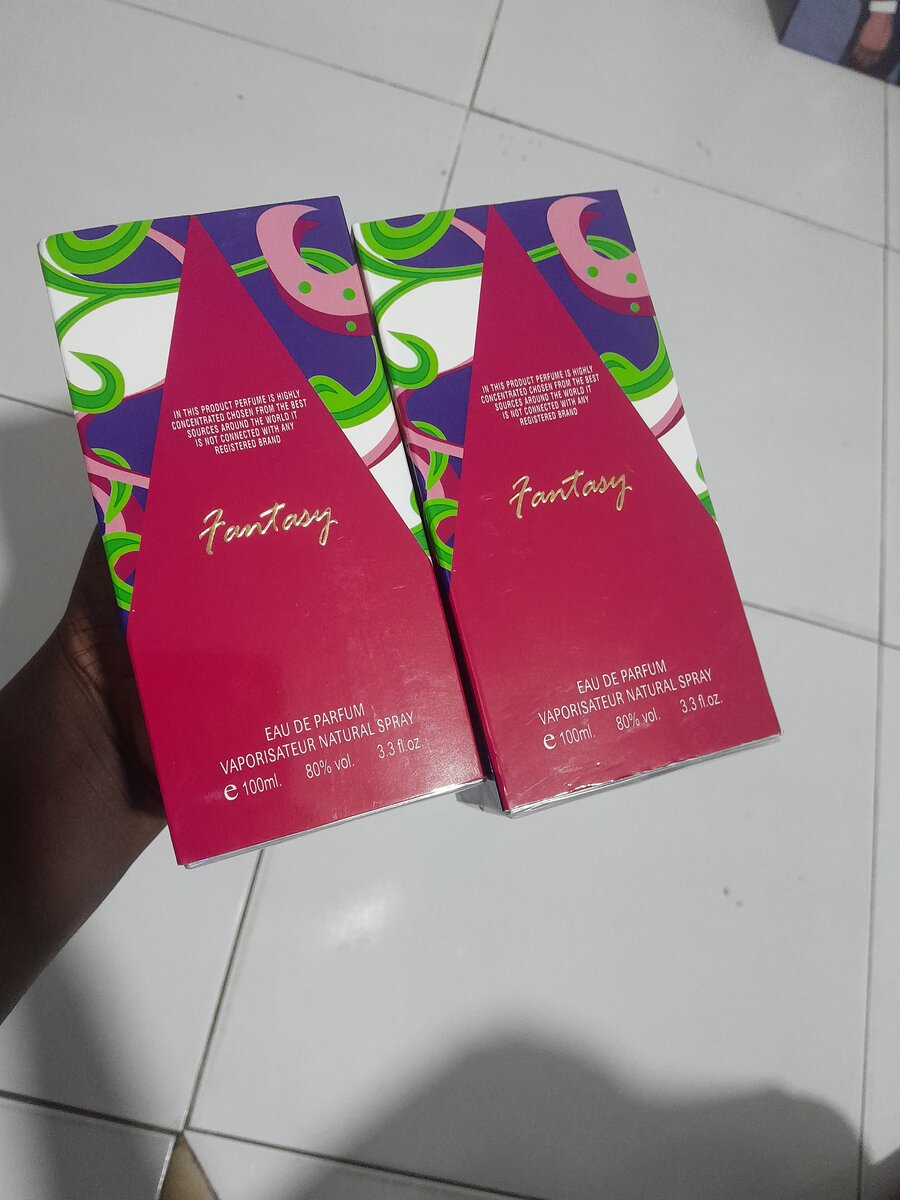 IN THIS PRODUCT PERFUME IS HIGHLY
CONCENTRATED CHOSEN FROM THE BEST
SOURCES AROUND THE WORLD IT
IS NOT CONNECTED WITH ANY
REGISTERED BRAND
Fantasy
EAU DE PARFUM
VAPORISATEUR NATURAL SPRAY
e 100ml. 80% vol. 3.3 fl.oz.
IN THIS PRODUCT PERFUME IS HIGHLY
CONCENTRATED CHOSEN FROM THE BEST
SOURCES AROUND THE WORLD IT
IS NOT CONNECTED WITH ANY
REGISTERED BRAND
Fantasy
EAU DE PARFUM
VAPORISATEUR NATURAL SPRAY
e 100ml. 80% vol. 3.3 fl.oz.